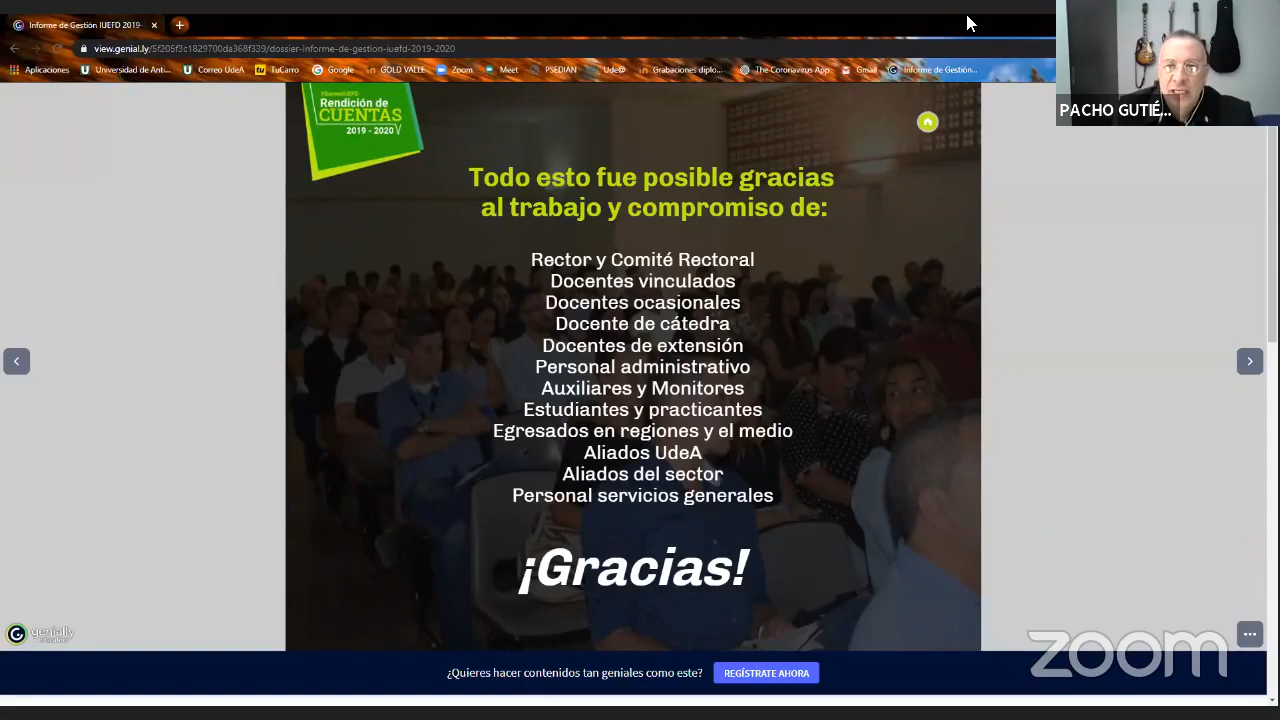 Informe de Gestión IUEFD 2019-
view.genial.ly/5f205f3c1829700da368f339/dossier-informe-de-gestion-iuefd-2019-2020
Aplicaciones
Universidad de Anti...
Correo UdeA
TuCarro
Google
GOLD VALLE
Zoom
Meet
PSEDIAN
Ude@
Grabaciones diplo...
The Coronavirus App
Gmail
Informe de Gestión...
PACHO GUTIÉ...
Rendición de
CUENTAS
2019 - 2020
Todo esto fue posible gracias
al trabajo y compromiso de:
Rector y Comité Rectoral
Docentes vinculados
Docentes ocasionales
Docente de cátedra
Docentes de extensión
Personal administrativo
Auxiliares y Monitores
Estudiantes y practicantes
Egresados en regiones y el medio
Aliados UdeA
Aliados del sector
Personal servicios generales
¡Gracias!
genially
zoom
¿Quieres hacer contenidos tan geniales como este?
REGÍSTRATE AHORA